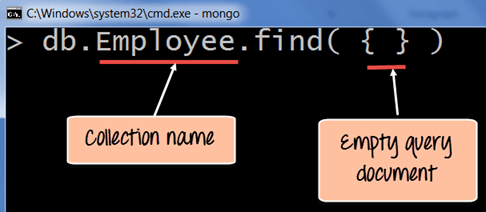 C:\Windows\system32\cmd.exe - mongo
> db.Employee.find( { } )
Collection name
Empty query
document